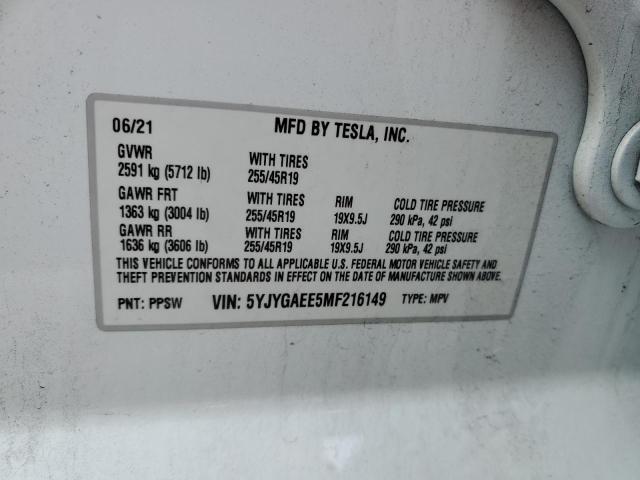 06/21 MFD BY TESLA, INC.
GVWR WITH TIRES
2591 kg (5712 lb) 255/45R19
GAWR FRT WITH TIRES RIM COLD TIRE PRESSURE
1363 kg (3004 lb) 255/45R19 19X9.5J 290 kPa, 42 psi
GAWR RR WITH TIRES RIM COLD TIRE PRESSURE
1636 kg (3606 lb) 255/45R19 19X9.5J 290 kPa, 42 psi
THIS VEHICLE CONFORMS TO ALL APPLICABLE U.S. FEDERAL MOTOR VEHICLE SAFETY AND
THEFT PREVENTION STANDARDS IN EFFECT ON THE DATE OF MANUFACTURE SHOWN ABOVE.
PNT: PPSW VIN: 5YJYGAEE5MF216149 TYPE: MPV